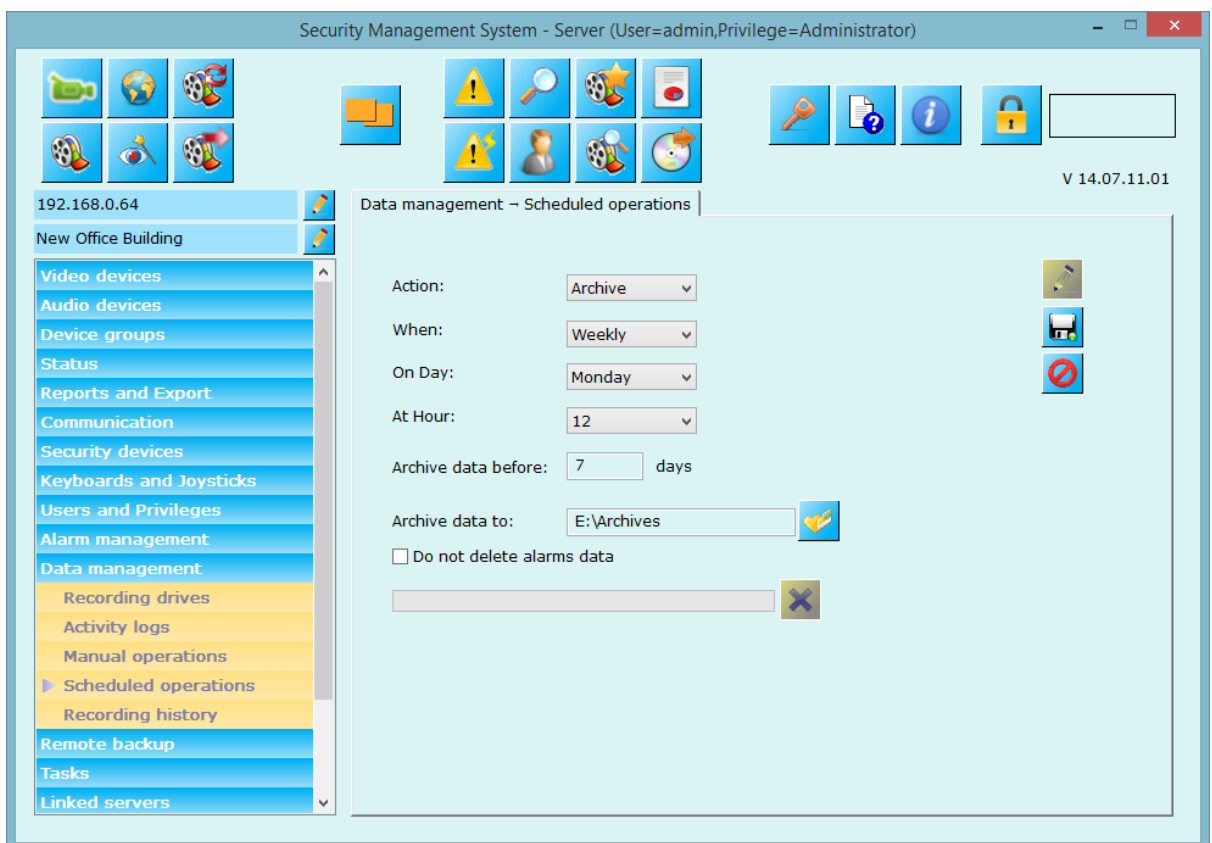 Security Management System - Server (User=admin,Privilege=Administrator)
V 14.07.11.01
192.168.0.64
New Office Building
Video devices
Audio devices
Device groups
Status
Reports and Export
Communication
Security devices
Keyboards and Joysticks
Users and Privileges
Alarm management
Data management
Recording drives
Activity logs
Manual operations
Scheduled operations
Recording history
Remote backup
Tasks
Linked servers
Data management → Scheduled operations
Action: Archive
When: Weekly
On Day: Monday
At Hour: 12
Archive data before: 7 days
Archive data to: E:\Archives
Do not delete alarms data